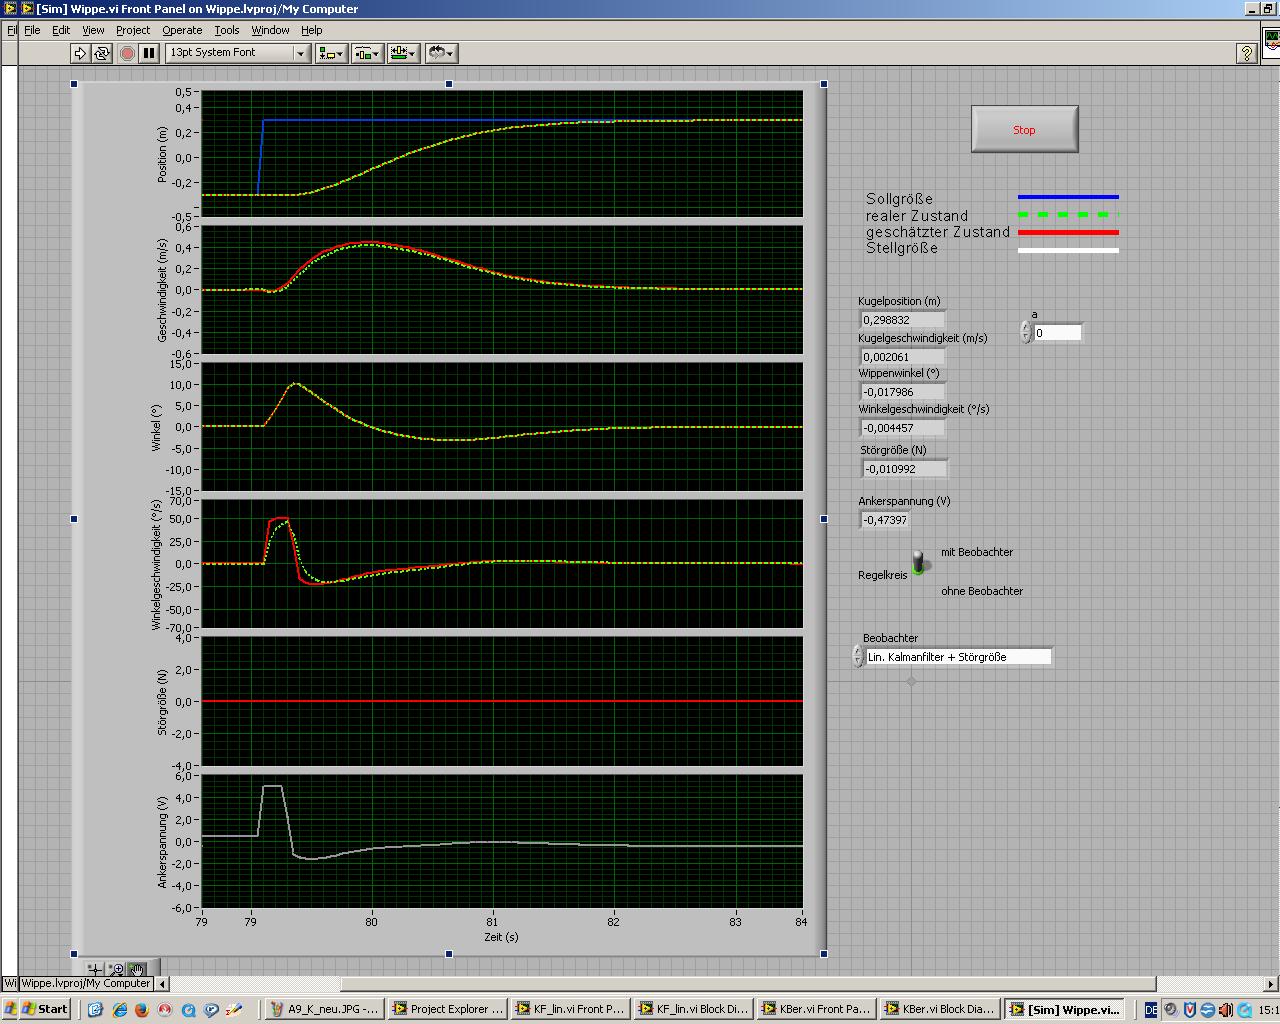 [Sim] Wippe.vi Front Panel on Wippe.lvproj/My Computer
File Edit View Project Operate Tools Window Help
13pt System Font
0,5
0,4
0,2
0,0
-0,2
-0,5
Position (m)
0,6
0,4
0,2
0,0
-0,2
-0,4
-0,6
Geschwindigkeit (m/s)
15,0
10,0
5,0
0,0
-5,0
-10,0
-15,0
Winkel (°)
70,0
50,0
25,0
0,0
-25,0
-50,0
-70,0
Winkelgeschwindigkeit (°/s)
4,0
2,0
0,0
-2,0
-4,0
Störgröße (N)
6,0
4,0
2,0
0,0
-2,0
-4,0
-6,0
Ankerspannung (V)
79 79 80 81 82 83 84
Zeit (s)
Stop
Sollgröße
realer Zustand
geschätzter Zustand
Stellgröße
Kugelposition (m)
0,298832
a
0
Kugelgeschwindigkeit (m/s)
0,002061
Wippenwinkel (°)
-0,017986
Winkelgeschwindigkeit (°/s)
-0,004457
Störgröße (N)
-0,010992
Ankerspannung (V)
-0,47397
mit Beobachter
Regelkreis
ohne Beobachter
Beobachter
Lin. Kalmanfilter + Störgröße
Wi Wippe.lvproj/My Computer
Start
A9_K_neu.JPG -...
Project Explorer ...
KF_lin.vi Front P...
KF_lin.vi Block Di...
KBer.vi Front Pa...
KBer.vi Block Dia...
[Sim] Wippe.vi...
DE